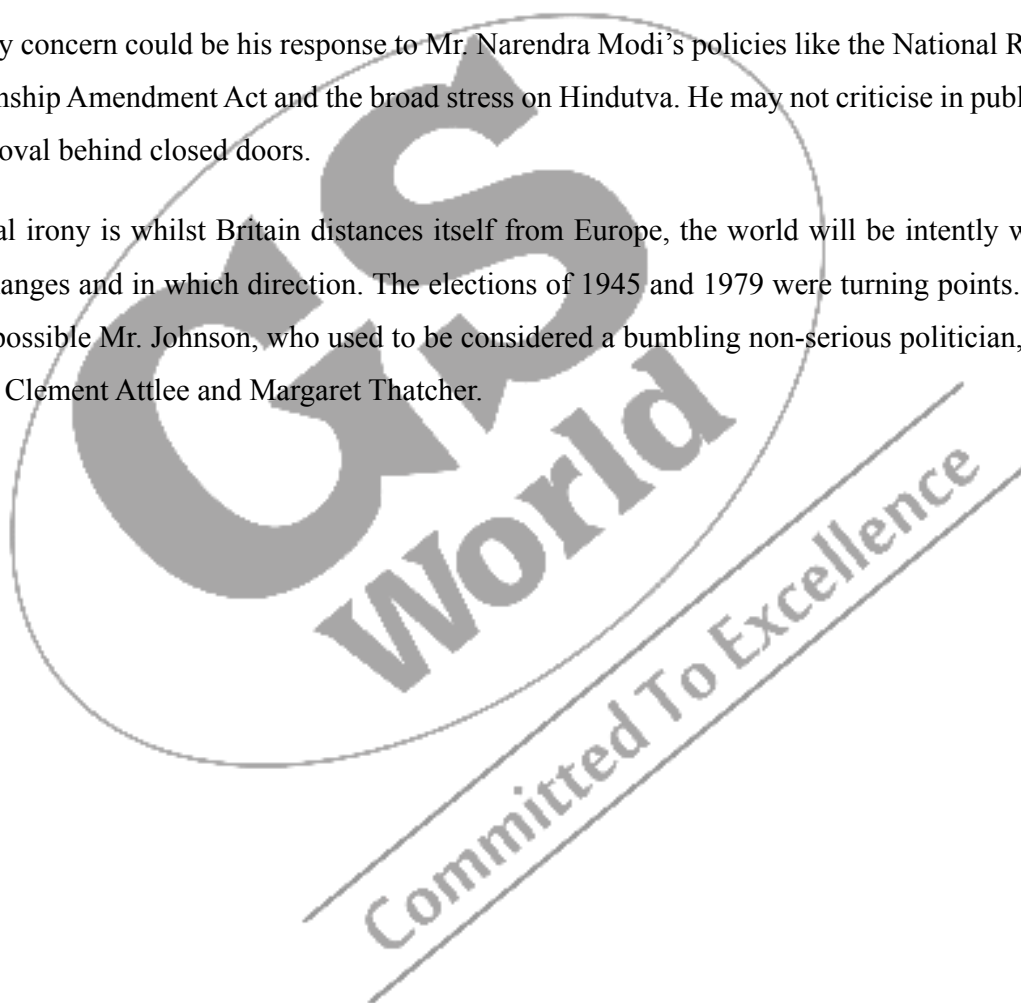 y concern could be his response to Mr. Narendra Modi's policies like the National R
nship Amendment Act and the broad stress on Hindutva. He may not criticise in publ
oval behind closed doors.
al irony is whilst Britain distances itself from Europe, the world will be intently w
anges and in which direction. The elections of 1945 and 1979 were turning points.
possible Mr. Johnson, who used to be considered a bumbling non-serious politician,
Clement Attlee and Margaret Thatcher.
GS
World
Committed To Excellence